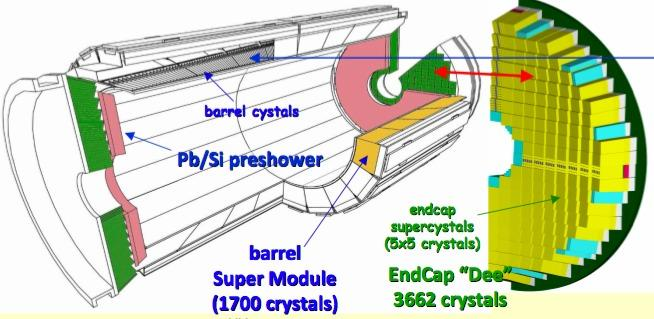 barrel cystals
Pb/Si preshower
endcap
supercystals
(5x5 crystals)
barrel
Super Module
(1700 crystals)
EndCap “Dee”
3662 crystals